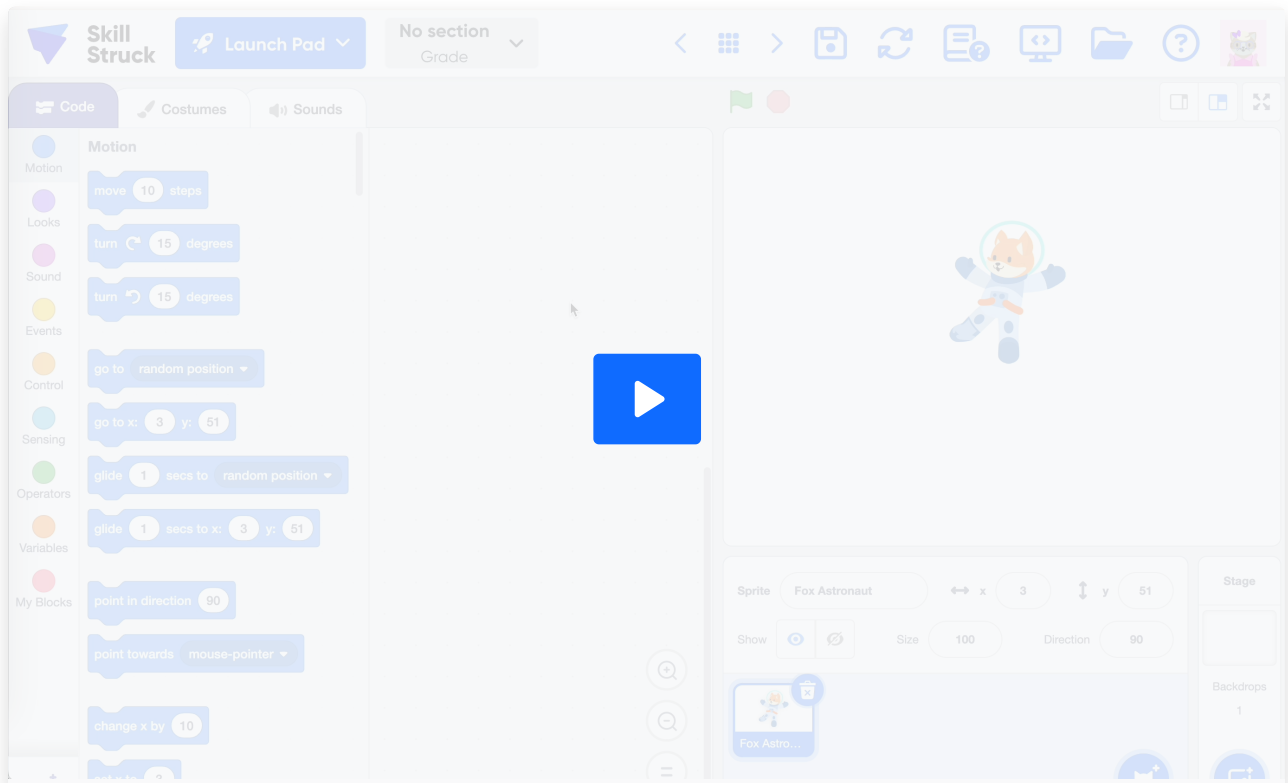 Skill
Struck
Launch Pad
No section
Grade
Code
Costumes
Sounds
Motion
Looks
Sound
Events
Control
Sensing
Operators
Variables
My Blocks
Motion
move 10 steps
turn 15 degrees
turn 15 degrees
go to random position
go to x: 3 y: 51
glide 1 secs to random position
glide 1 secs to x: 3 y: 51
point in direction 90
point towards mouse-pointer
change x by 10
Sprite Fox Astronaut x 3 y 51
Show Size 100 Direction 90
Fox Astro...
Stage
Backdrops
1